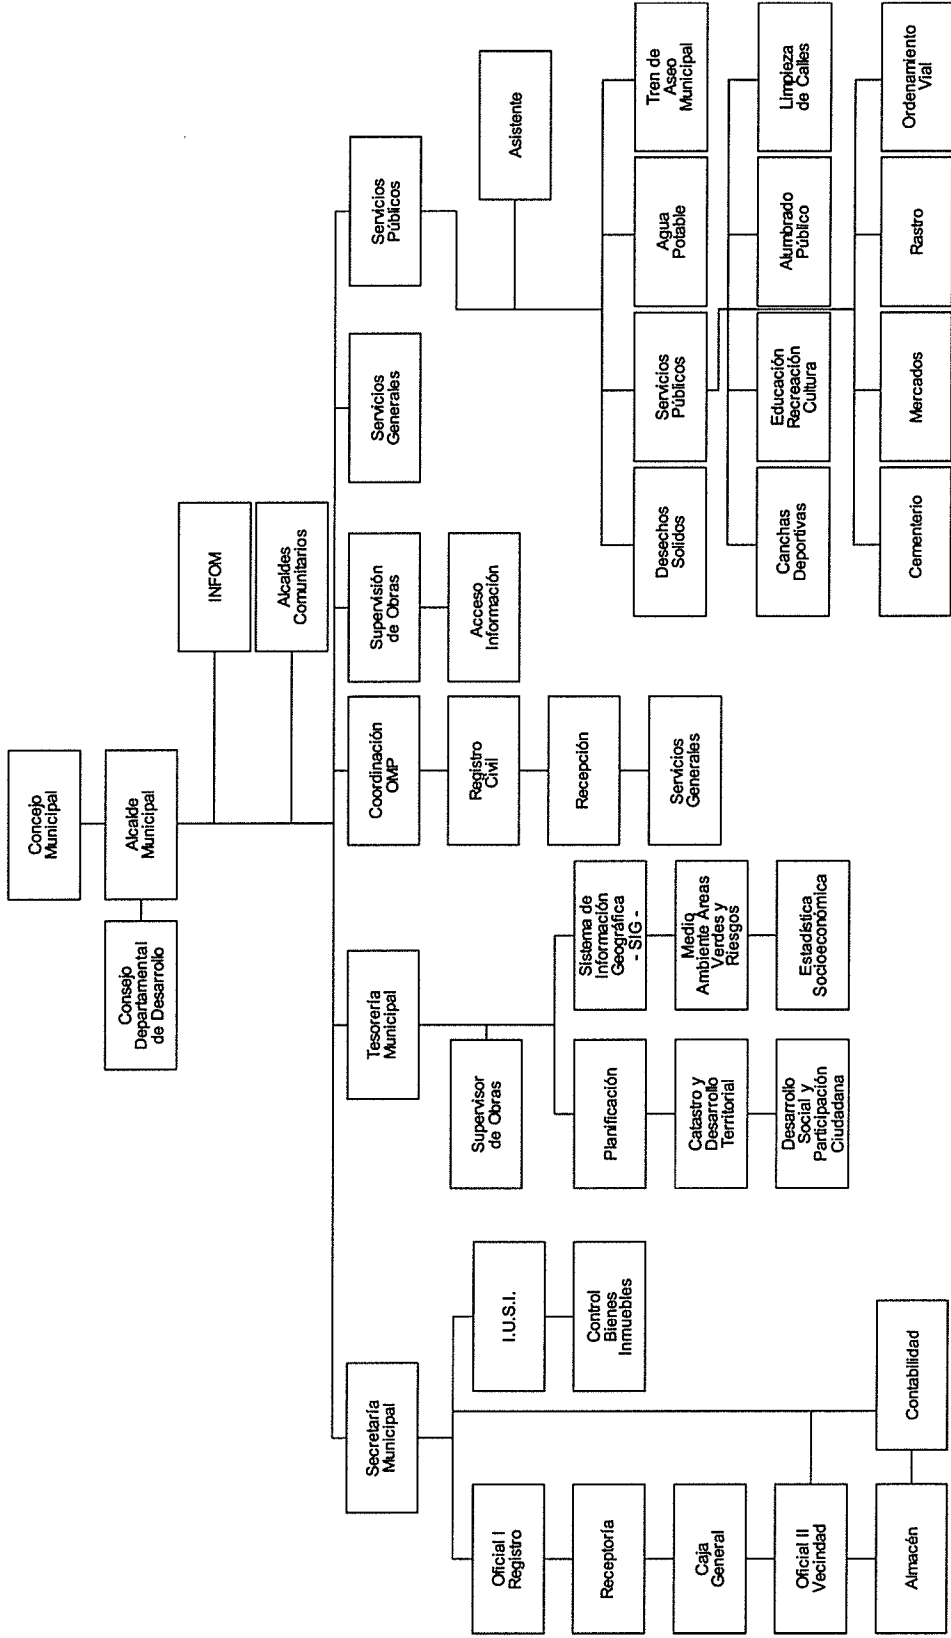 Concejo
Municipal
Alcalde
Municipal
Consejo
Departamental
de Desarrollo
INFOM
Alcaldes
Comunitarios
Secretaría
Municipal
Tesorería
Municipal
Coordinación
OMP
Supervisión
de Obras
Servicios
Generales
Servicios
Públicos
Oficial I
Registro
I.U.S.I.
Receptoría
Control
Bienes
Inmuebles
Caja
General
Oficial II
Vecindad
Almacén
Contabilidad
Supervisor
de Obras
Planificación
Sistema de
Información
Geográfica
- SIG -
Catastro y
Desarrollo
Territorial
Medio
Ambiente Areas
Verdes y
Riesgos
Desarrollo
Social y
Participación
Ciudadana
Estadística
Socioeconómica
Registro
Civil
Recepción
Servicios
Generales
Acceso
Información
Asistente
Desechos
Solidos
Servicios
Públicos
Agua
Potable
Tren de
Aseo
Municipal
Canchas
Deportivas
Educación
Recreación
Cultura
Alumbrado
Público
Limpieza
de Calles
Cementerio
Mercados
Rastro
Ordenamiento
Vial